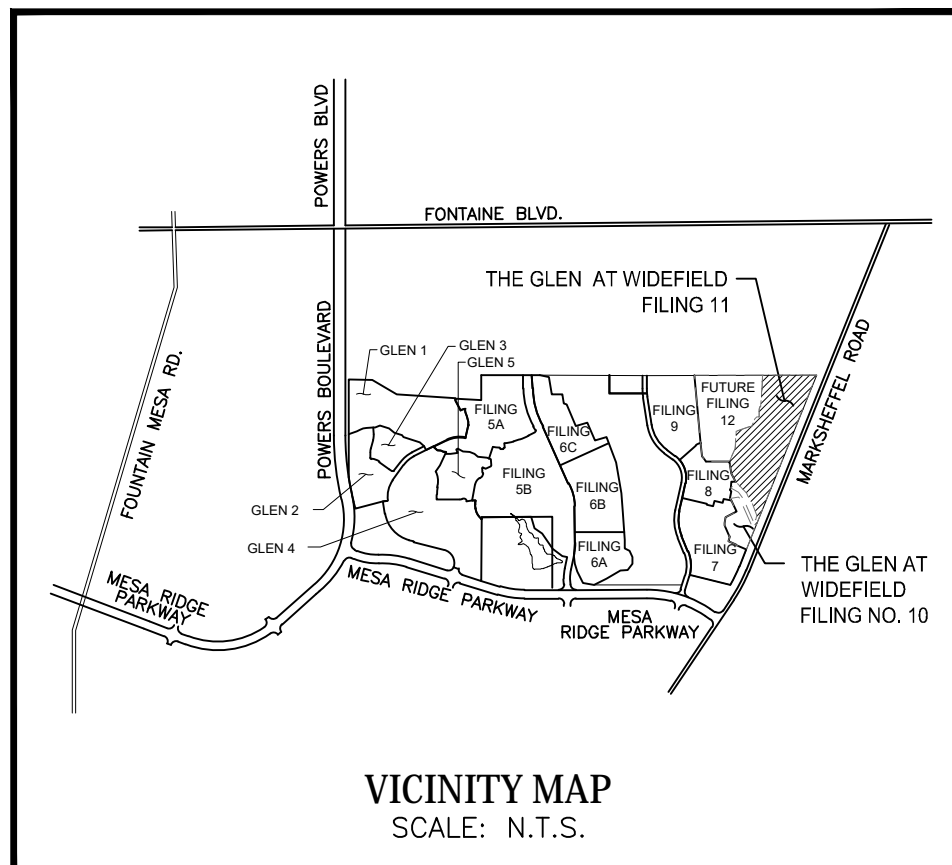 POWERS BLVD
FONTAINE BLVD.
THE GLEN AT WIDEFIELD
FILING 11
MARKSHEFFEL ROAD
FOUNTAIN MESA RD.
POWERS BOULEVARD
GLEN 1
GLEN 3
GLEN 5
FILING
5A
FILING
6C
FILING
9
FUTURE
FILING
12
FILING
5B
FILING
6B
FILING
8
GLEN 2
GLEN 4
FILING
6A
FILING
7
THE GLEN AT
WIDEFIELD
FILING NO. 10
MESA RIDGE
PARKWAY
MESA RIDGE PARKWAY
MESA
RIDGE PARKWAY
VICINITY MAP
SCALE: N.T.S.